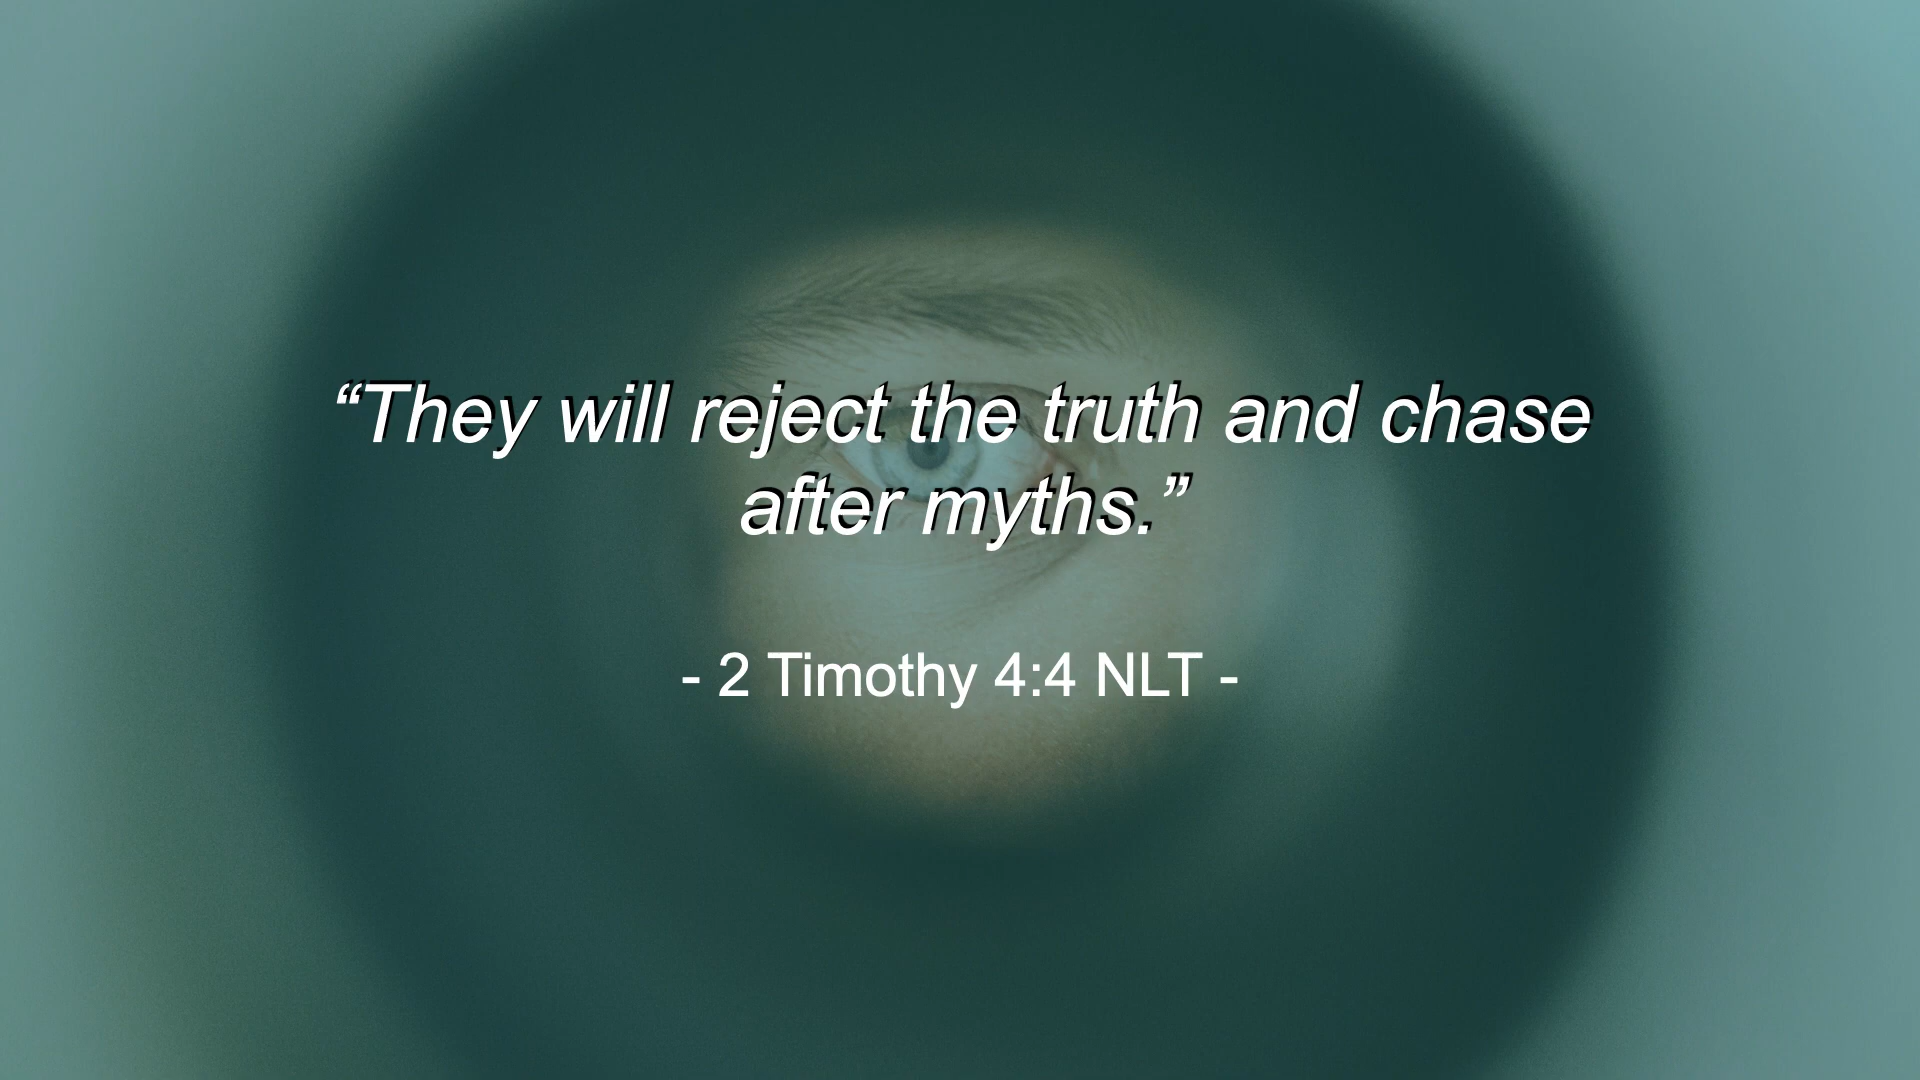 “They will reject the truth and chase
after myths.”
- 2 Timothy 4:4 NLT -